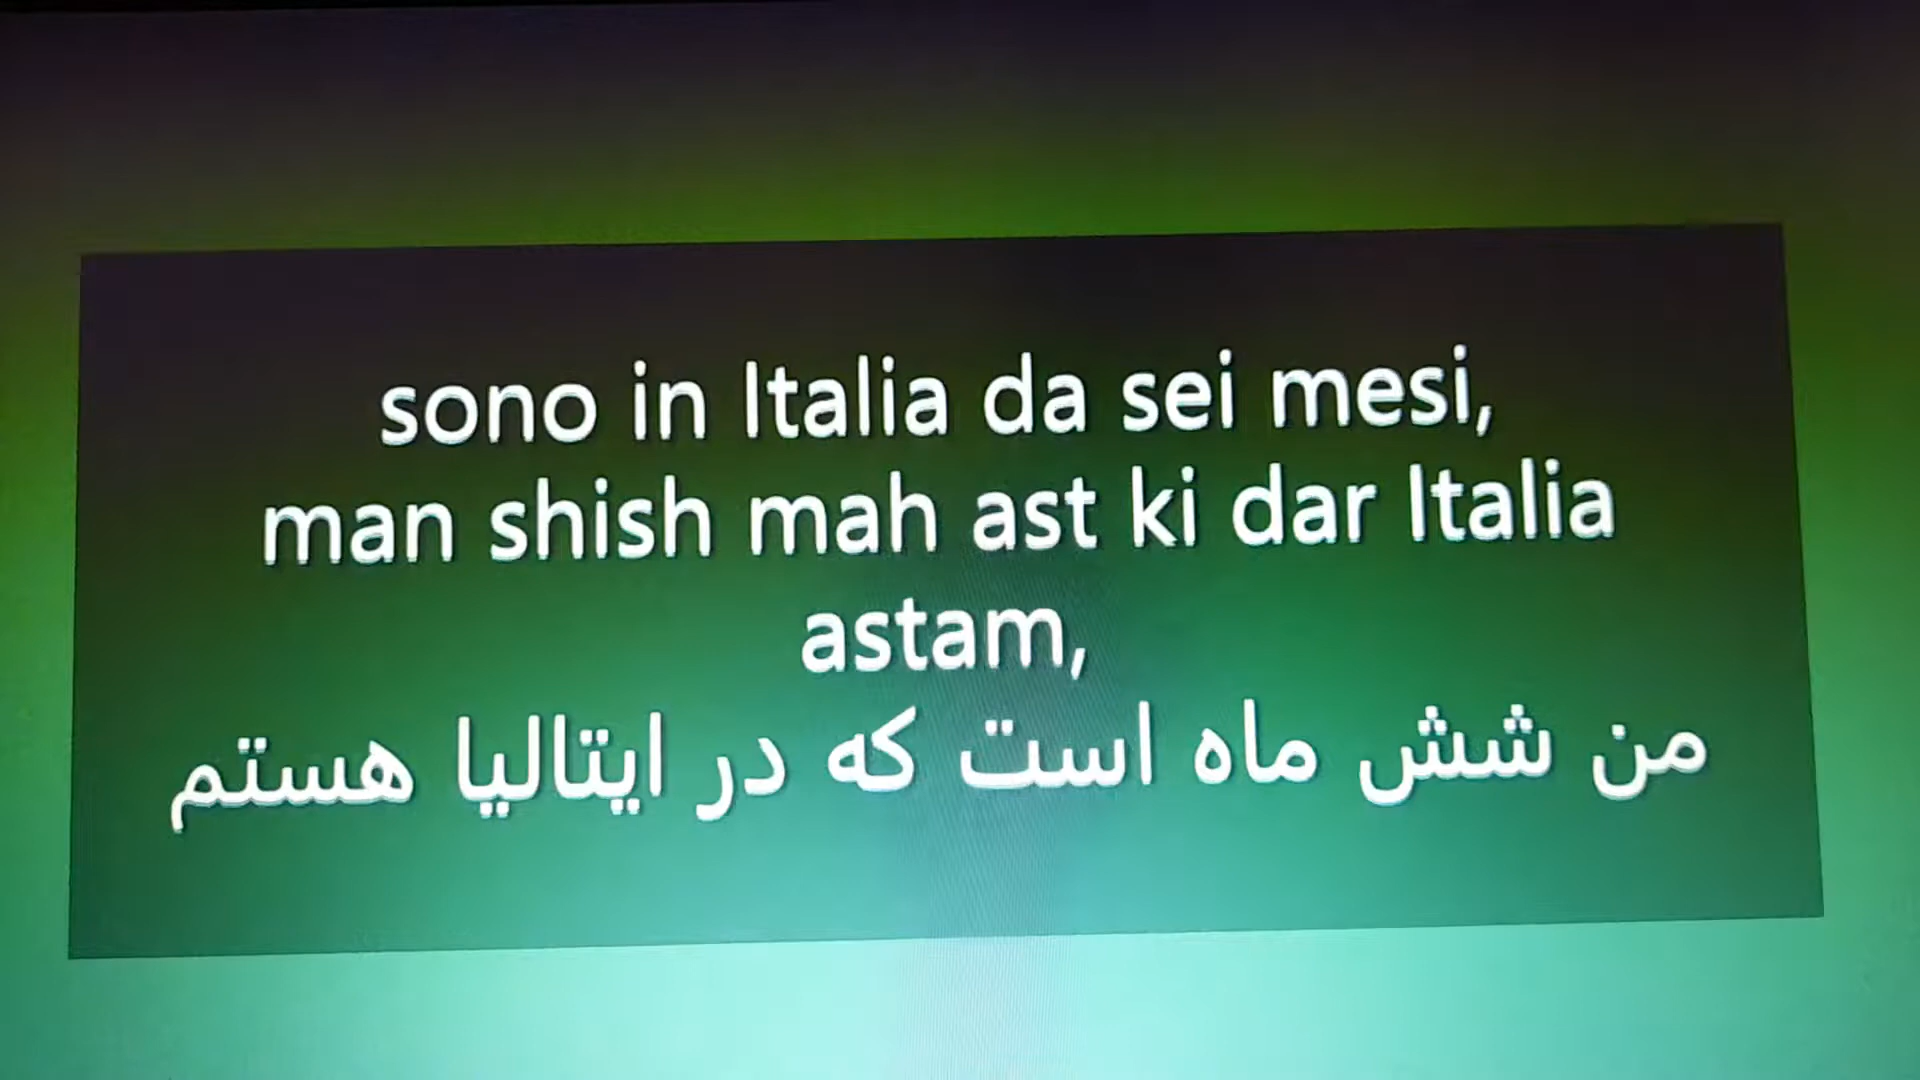 sono in Italia da sei mesi,
man shish mah ast ki dar Italia
astam,
من شش ماه است که در ایتالیا هستم